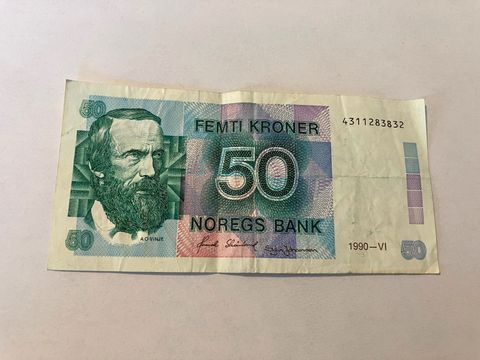 50
FEMTI KRONER
4311283832
50
NOREGS BANK
A.O.VINJE
50
1990-VI
50